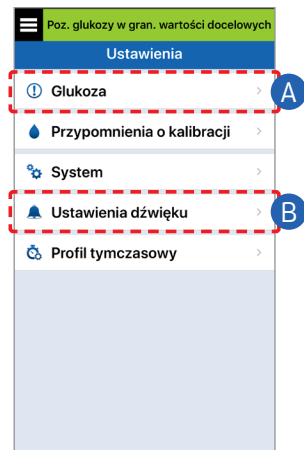 Poz. glukozy w gran. wartości docelowych
Ustawienia
Glukoza
A
Przypomnienia o kalibracji
System
Ustawienia dźwięku
B
Profil tymczasowy